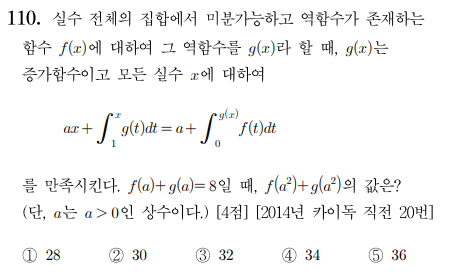 110. 실수 전체의 집합에서 미분가능하고 역함수가 존재하는
함수 f(x)에 대하여 그 역함수를 g(x)라 할 때, g(x)는
증가함수이고 모든 실수 x에 대하여
ax+∫₁ˣ g(t)dt=a+∫₀^{g(x)} f(t)dt
를 만족시킨다. f(a)+g(a)=8일 때, f(a²)+g(a²)의 값은?
(단, a는 a>0인 상수이다.) [4점] [2014년 카이독 직전 20번]
① 28 ② 30 ③ 32 ④ 34 ⑤ 36